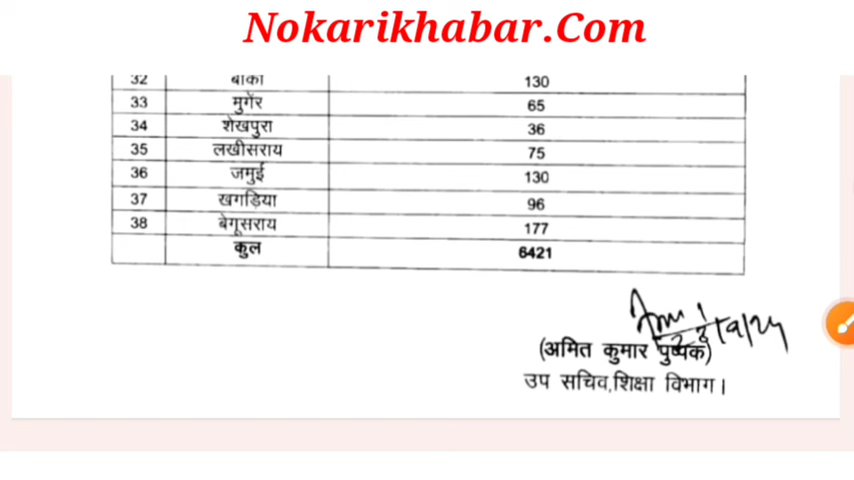 Nokarikhabar.Com
32 बांका 130
33 मुगेंर 65
34 शेखपुरा 36
35 लखीसराय 75
36 जमुई 130
37 खगड़िया 96
38 बेगूसराय 177
कुल 6421
(अमित कुमार पुष्पक)
उप सचिव,शिक्षा विभाग।